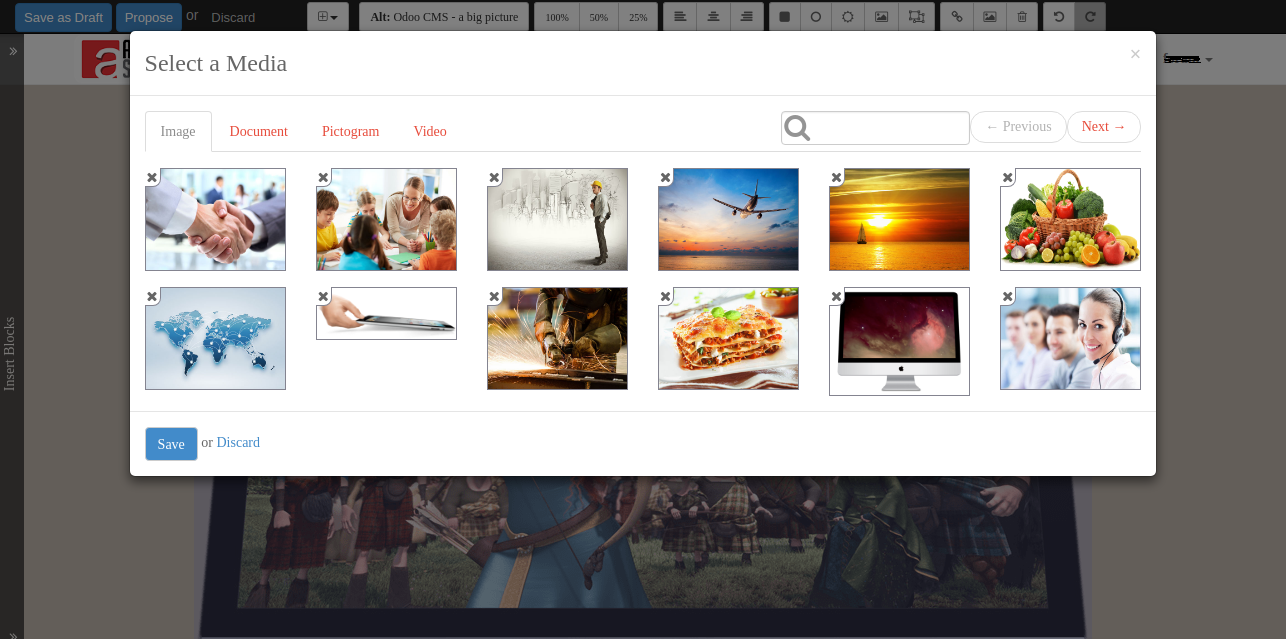 Save as Draft Propose or Discard Alt: Odoo CMS - a big picture 100% 50% 25%
Select a Media ×
Image Document Pictogram Video ← Previous Next →
Insert Blocks
Save or Discard